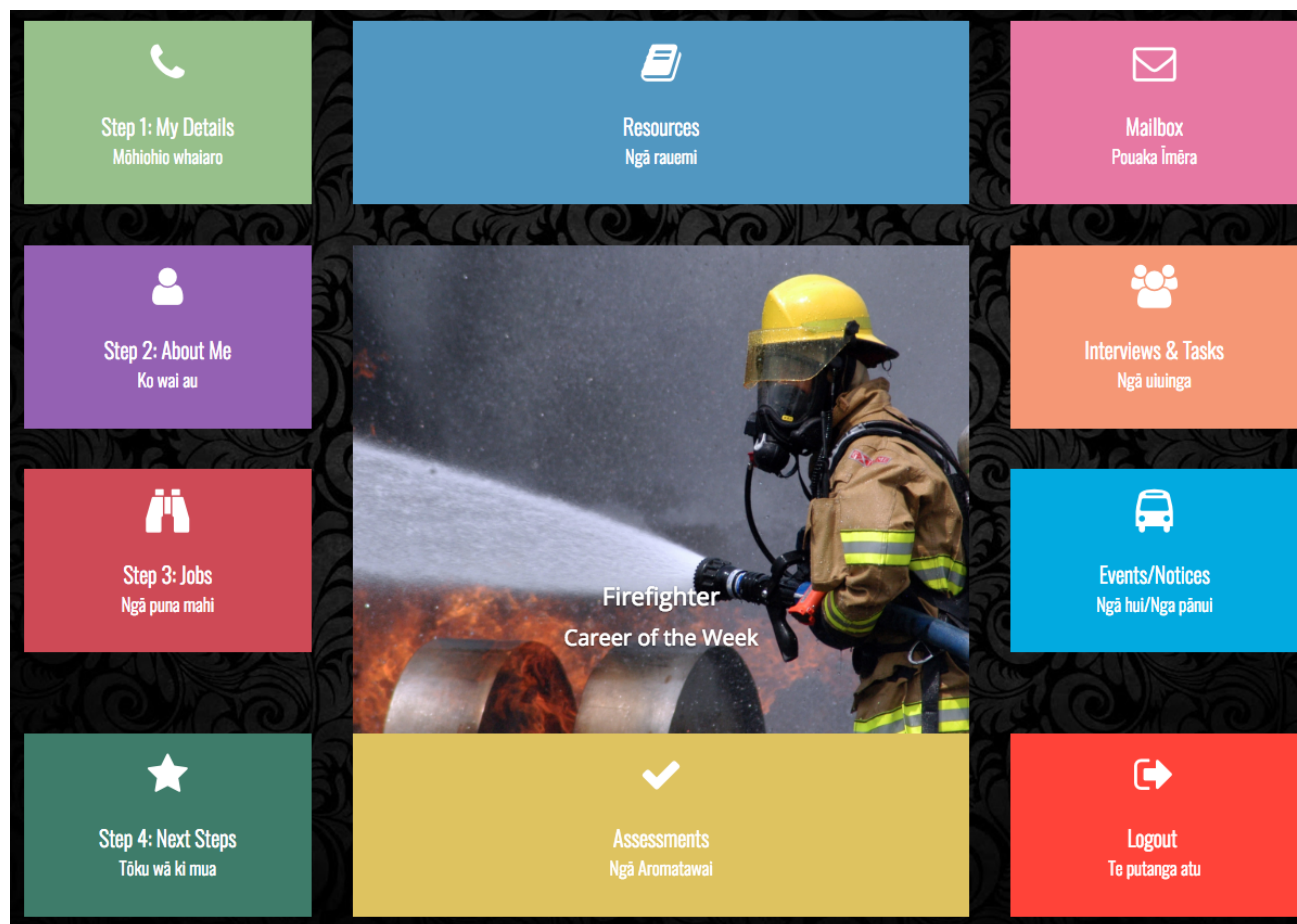 Step 1: My Details
Mōhiohio whaiaro
Resources
Ngā rauemi
Mailbox
Pouaka Īmēra
Step 2: About Me
Ko wai au
Interviews & Tasks
Ngā uiuinga
Step 3: Jobs
Ngā puna mahi
Firefighter
Career of the Week
Events/Notices
Ngā hui/Nga pānui
Step 4: Next Steps
Tōku wā ki mua
Assessments
Ngā Aromatawai
Logout
Te putanga atu